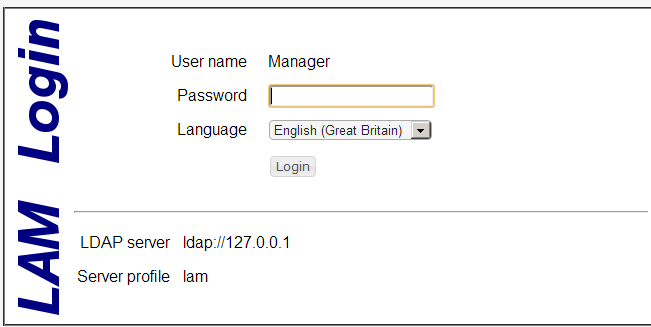 LAM Login
User name Manager
Password
Language English (Great Britain)
Login
LDAP server ldap://127.0.0.1
Server profile lam